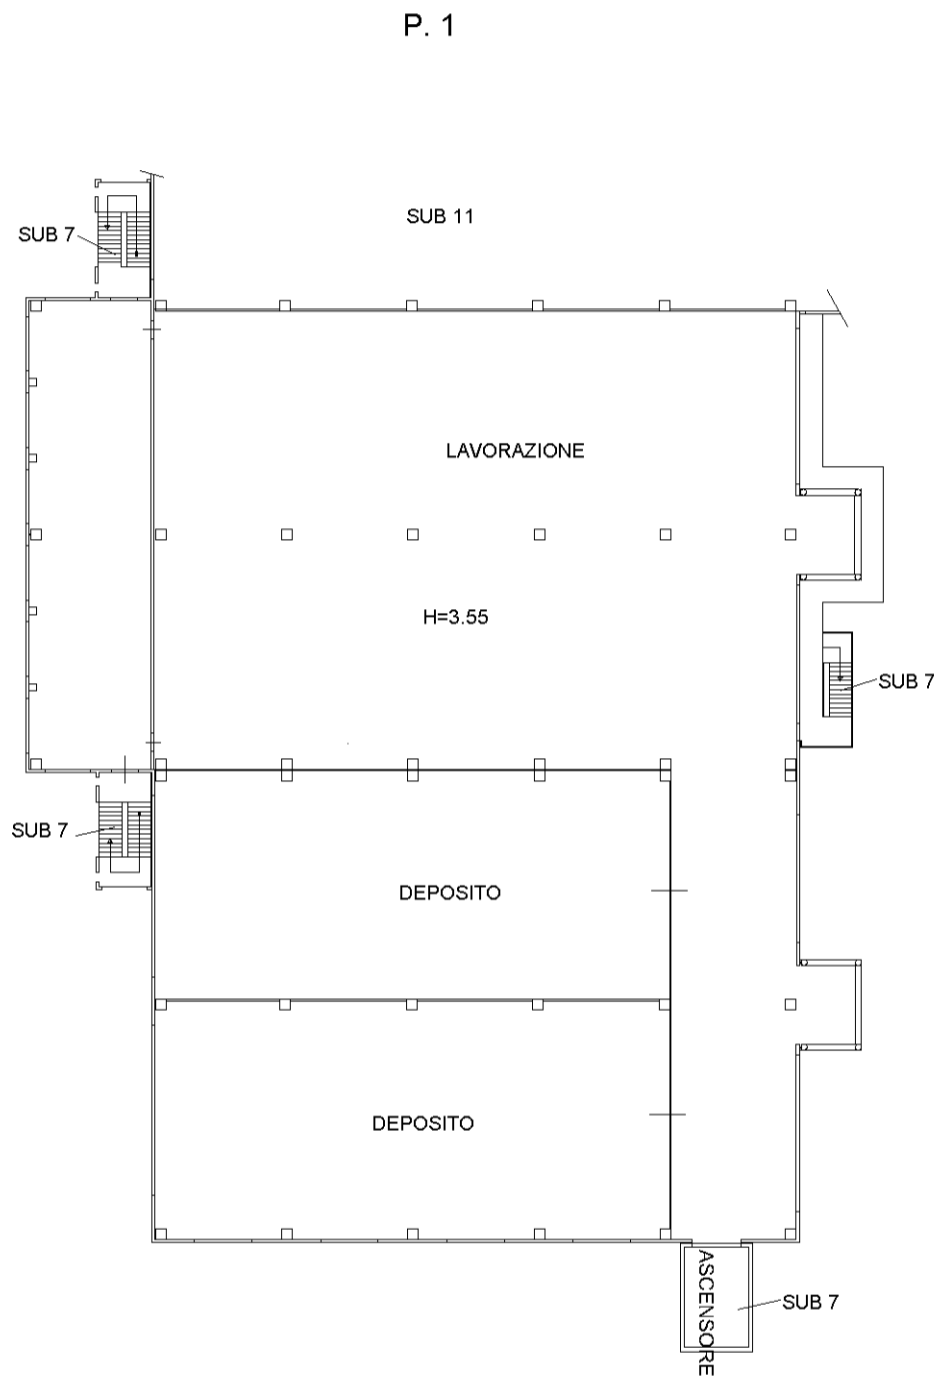 P. 1
SUB 11
SUB 7
LAVORAZIONE
H=3.55
SUB 7
SUB 7
DEPOSITO
DEPOSITO
ASCENSORE
SUB 7